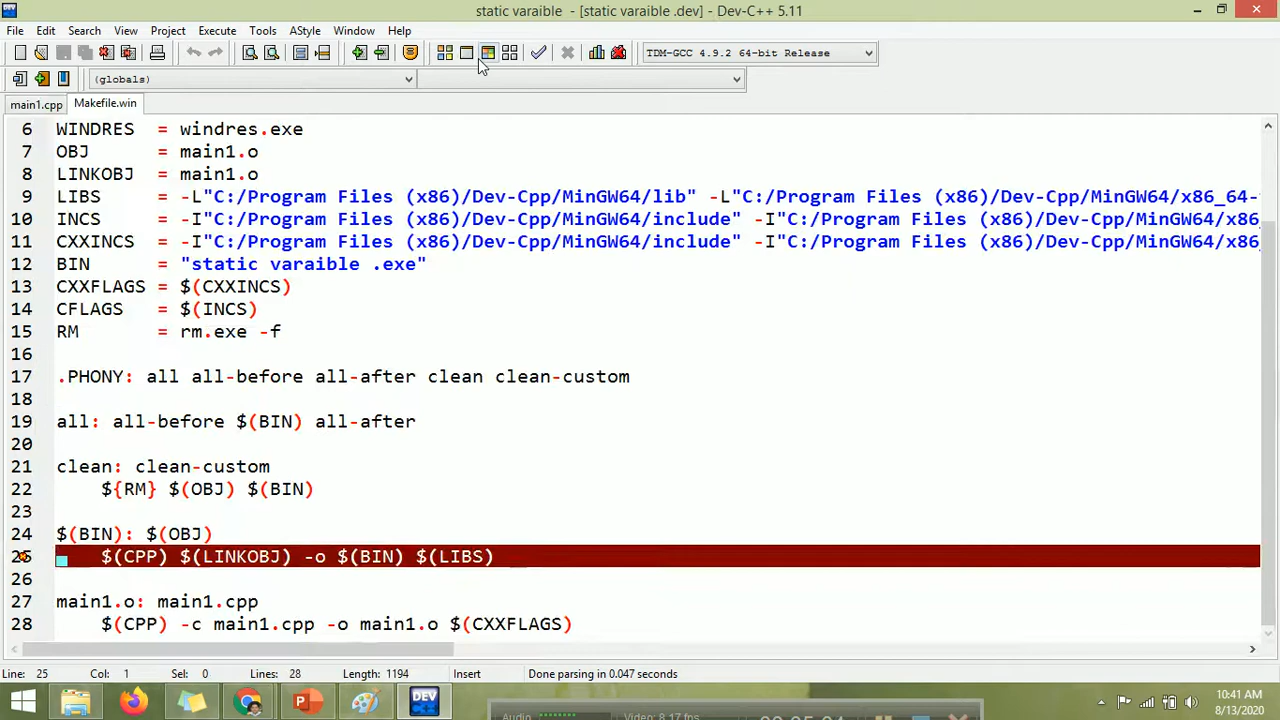 static varaible - [static varaible .dev] - Dev-C++ 5.11
File Edit Search View Project Execute Tools AStyle Window Help
TDM-GCC 4.9.2 64-bit Release
(globals)
main1.cpp Makefile.win
6 WINDRES = windres.exe
7 OBJ = main1.o
8 LINKOBJ = main1.o
9 LIBS = -L"C:/Program Files (x86)/Dev-Cpp/MinGW64/lib" -L"C:/Program Files (x86)/Dev-Cpp/MinGW64/x86_64-
10 INCS = -I"C:/Program Files (x86)/Dev-Cpp/MinGW64/include" -I"C:/Program Files (x86)/Dev-Cpp/MinGW64/x86
11 CXXINCS = -I"C:/Program Files (x86)/Dev-Cpp/MinGW64/include" -I"C:/Program Files (x86)/Dev-Cpp/MinGW64/x86
12 BIN = "static varaible .exe"
13 CXXFLAGS = $(CXXINCS)
14 CFLAGS = $(INCS)
15 RM = rm.exe -f
16
17 .PHONY: all all-before all-after clean clean-custom
18
19 all: all-before $(BIN) all-after
20
21 clean: clean-custom
22 ${RM} $(OBJ) $(BIN)
23
24 $(BIN): $(OBJ)
25 $(CPP) $(LINKOBJ) -o $(BIN) $(LIBS)
26
27 main1.o: main1.cpp
28 $(CPP) -c main1.cpp -o main1.o $(CXXFLAGS)
Line: 25 Col: 1 Sel: 0 Lines: 28 Length: 1194 Insert Done parsing in 0.047 seconds
DEV
10:41 AM
8/13/2020